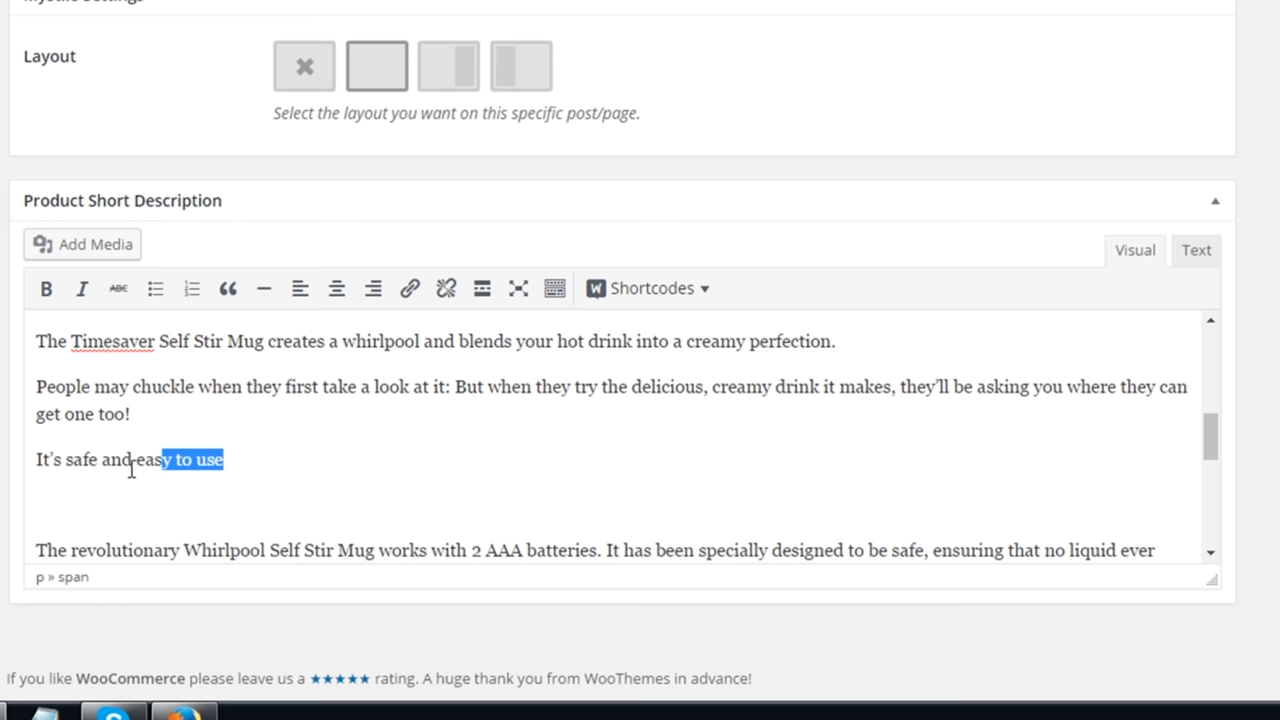 Layout
Select the layout you want on this specific post/page.
Product Short Description
Add Media
Visual
Text
B
I
ABC
Shortcodes
The Timesaver Self Stir Mug creates a whirlpool and blends your hot drink into a creamy perfection.
People may chuckle when they first take a look at it: But when they try the delicious, creamy drink it makes, they’ll be asking you where they can
get one too!
It’s safe and easy to use
The revolutionary Whirlpool Self Stir Mug works with 2 AAA batteries. It has been specially designed to be safe, ensuring that no liquid ever
p » span
If you like WooCommerce please leave us a ★★★★★ rating. A huge thank you from WooThemes in advance!